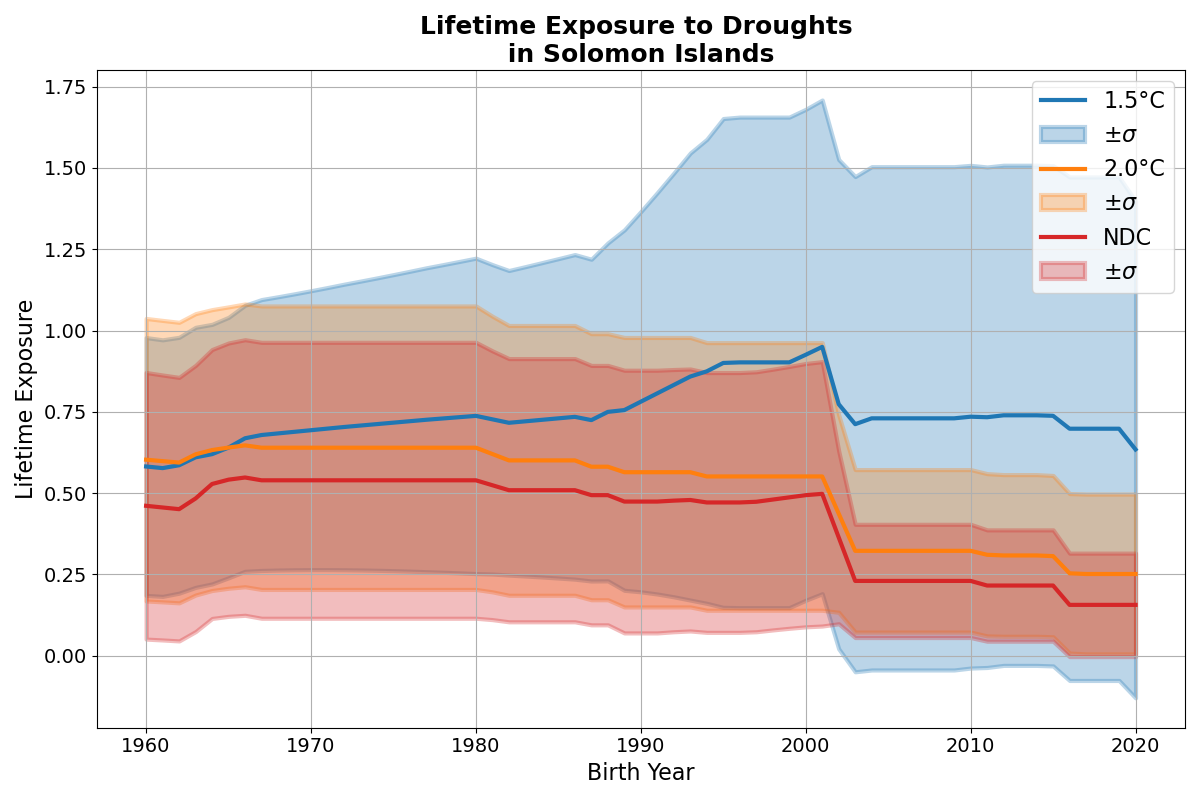 Lifetime Exposure to Droughts
in Solomon Islands
1.75
1.50
1.25
1.00
0.75
0.50
0.25
0.00
Lifetime Exposure
1960
1970
1980
1990
2000
2010
2020
Birth Year
1.5°C
±σ
2.0°C
±σ
NDC
±σ